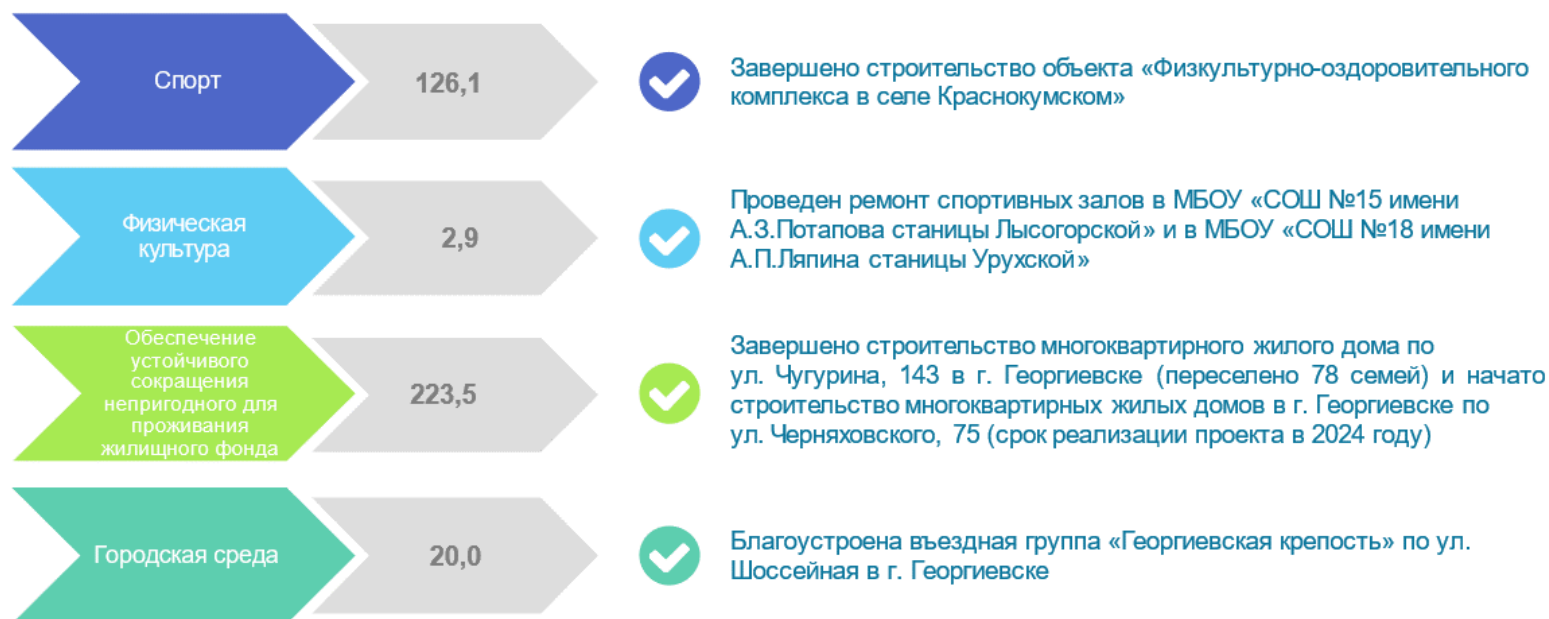 Спорт
126,1
Завершено строительство объекта «Физкультурно-оздоровительного
комплекса в селе Краснокумском»
Физическая
культура
2,9
Проведен ремонт спортивных залов в МБОУ «СОШ №15 имени
А.З.Потапова станицы Лысогорской» и в МБОУ «СОШ №18 имени
А.П.Ляпина станицы Урухской»
Обеспечение
устойчивого
сокращения
непригодного для
проживания
жилищного фонда
223,5
Завершено строительство многоквартирного жилого дома по
ул. Чугурина, 143 в г. Георгиевске (переселено 78 семей) и начато
строительство многоквартирных жилых домов в г. Георгиевске по
ул. Черняховского, 75 (срок реализации проекта в 2024 году)
Городская среда
20,0
Благоустроена въездная группа «Георгиевская крепость» по ул.
Шоссейная в г. Георгиевске